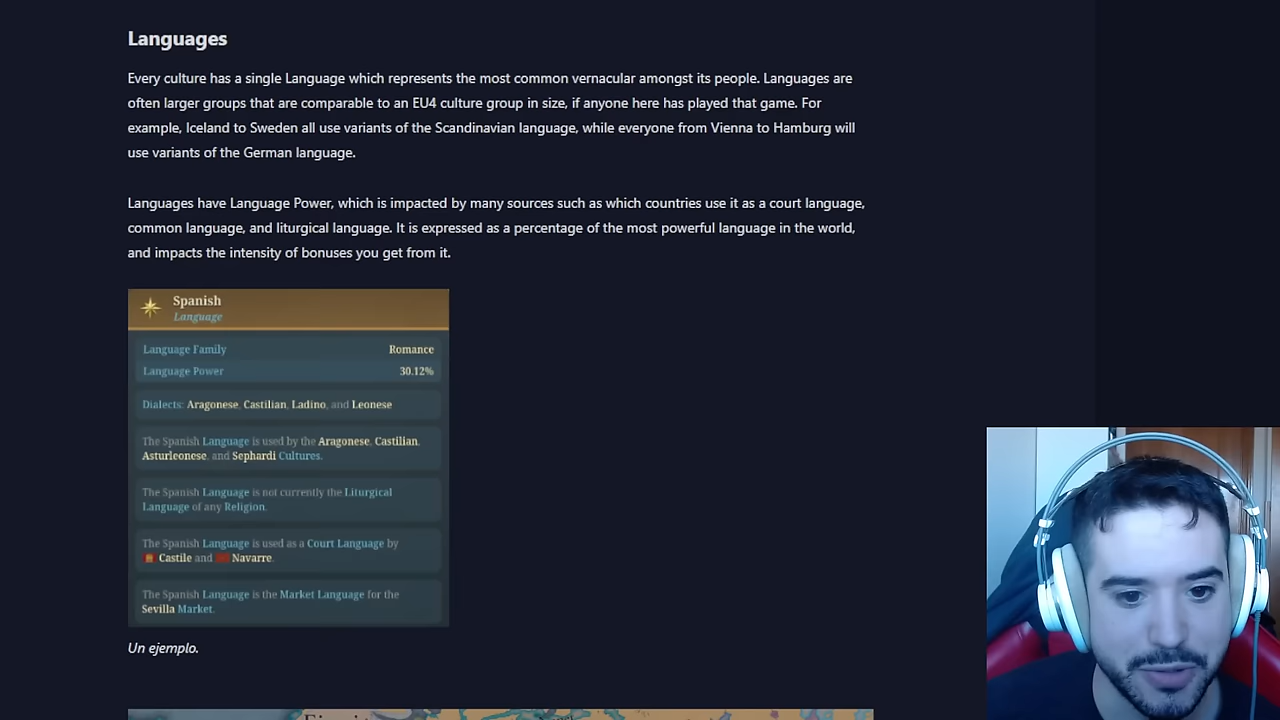 Languages
Every culture has a single Language which represents the most common vernacular amongst its people. Languages are
often larger groups that are comparable to an EU4 culture group in size, if anyone here has played that game. For
example, Iceland to Sweden all use variants of the Scandinavian language, while everyone from Vienna to Hamburg will
use variants of the German language.
Languages have Language Power, which is impacted by many sources such as which countries use it as a court language,
common language, and liturgical language. It is expressed as a percentage of the most powerful language in the world,
and impacts the intensity of bonuses you get from it.
Spanish
Language
Language Family Romance
Language Power 30.12%
Dialects: Aragonese, Castilian, Ladino, and Leonese
The Spanish Language is used by the Aragonese, Castilian,
Asturleonese, and Sephardi Cultures.
The Spanish Language is not currently the Liturgical
Language of any Religion.
The Spanish Language is used as a Court Language by
Castile and Navarre.
The Spanish Language is the Market Language for the
Sevilla Market.
Un ejemplo.